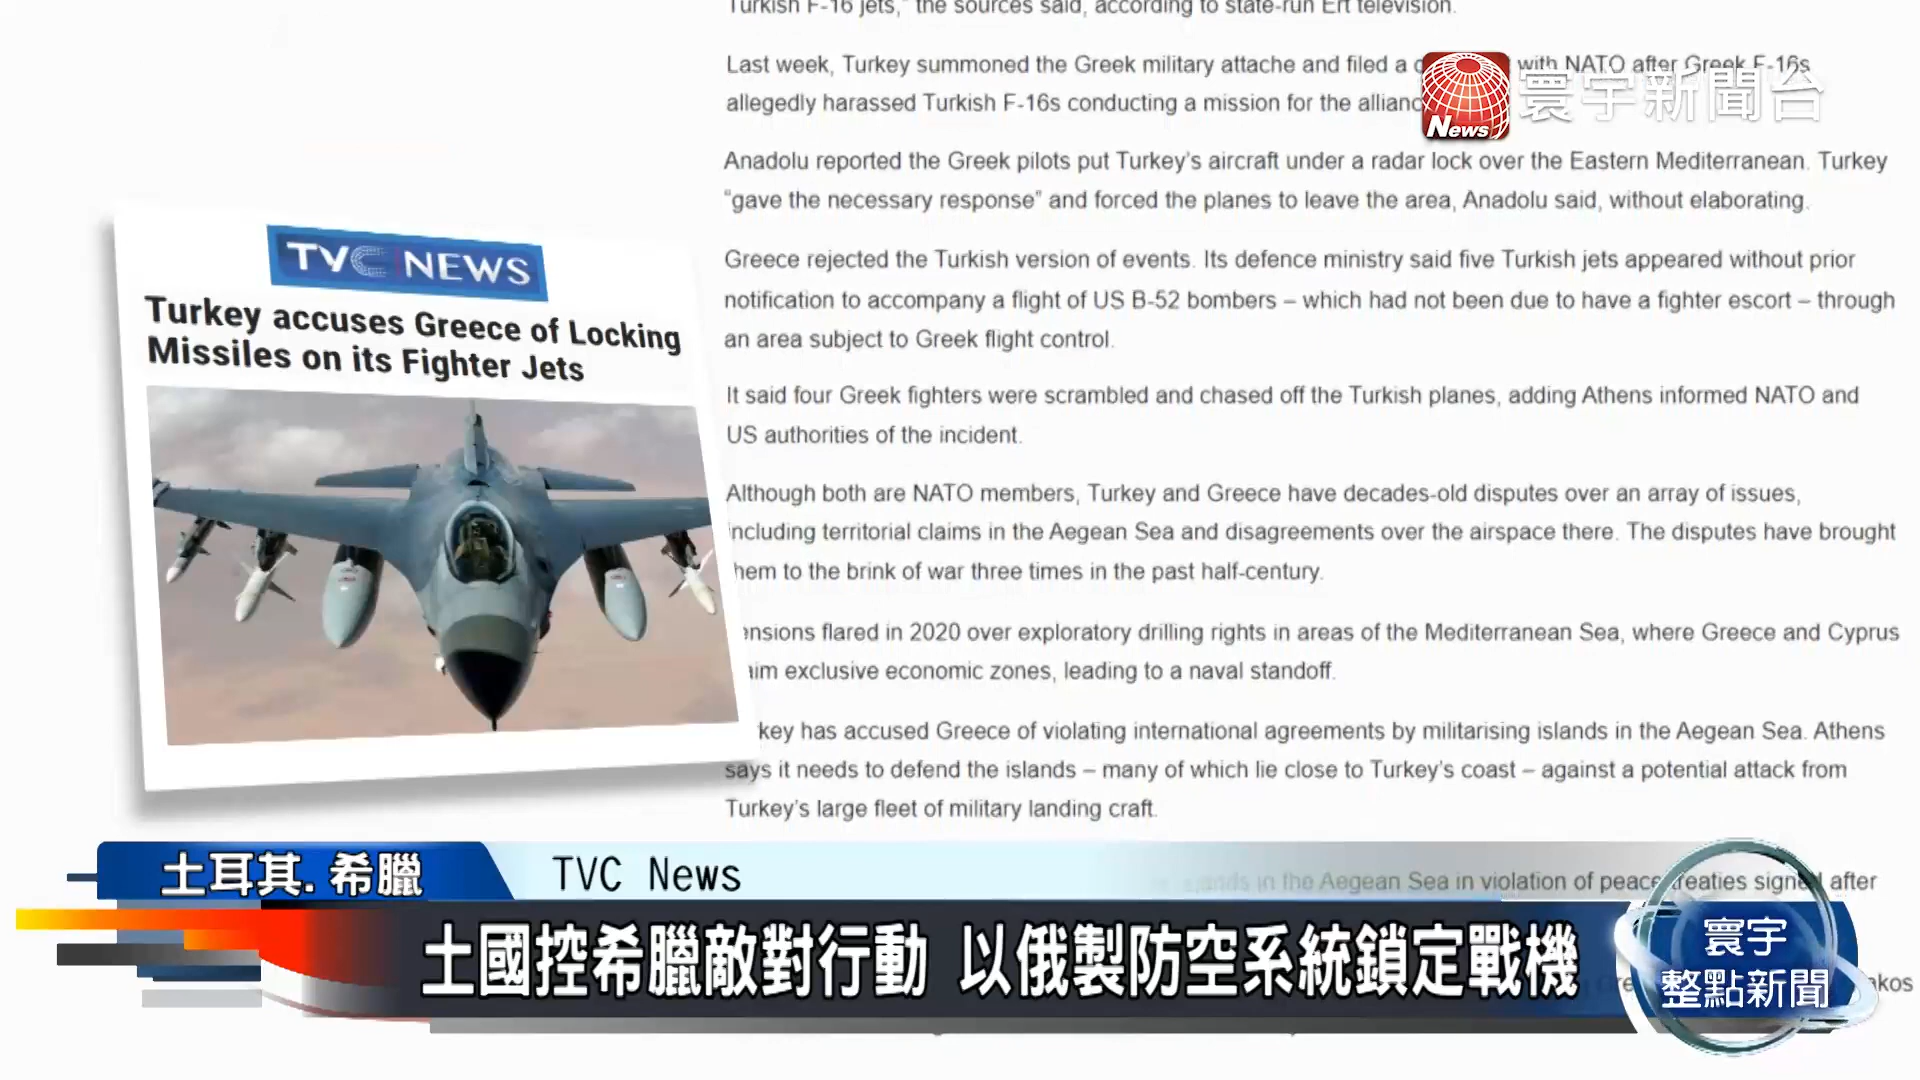 Turkish F-16 jets," the sources said, according to state-run Ert television.
Last week, Turkey summoned the Greek military attache and filed a with NATO after Greek F-16s
allegedly harassed Turkish F-16s conducting a mission for the
News
寰宇新聞台
Anadolu reported the Greek pilots put Turkey's aircraft under a radar lock over the Eastern Mediterranean. Turkey
“gave the necessary response” and forced the planes to leave the area, Anadolu said, without elaborating.
Greece rejected the Turkish version of events. Its defence ministry said five Turkish jets appeared without prior
notification to accompany a flight of US B-52 bombers – which had not been due to have a fighter escort – through
an area subject to Greek flight control.
It said four Greek fighters were scrambled and chased off the Turkish planes, adding Athens informed NATO and
US authorities of the incident.
Although both are NATO members, Turkey and Greece have decades-old disputes over an array of issues,
including territorial claims in the Aegean Sea and disagreements over the airspace there. The disputes have brought
them to the brink of war three times in the past half-century.
ensions flared in 2020 over exploratory drilling rights in areas of the Mediterranean Sea, where Greece and Cyprus
aim exclusive economic zones, leading to a naval standoff.
key has accused Greece of violating international agreements by militarising islands in the Aegean Sea. Athens
says it needs to defend the islands – many of which lie close to Turkey's coast – against a potential attack from
Turkey's large fleet of military landing craft.
in the Aegean Sea in violation of peace treaties signed after
akos
TVC NEWS
Turkey accuses Greece of Locking
Missiles on its Fighter Jets
土耳其.希臘
TVC News
土國控希臘敵對行動 以俄製防空系統鎖定戰機
寰宇
整點新聞